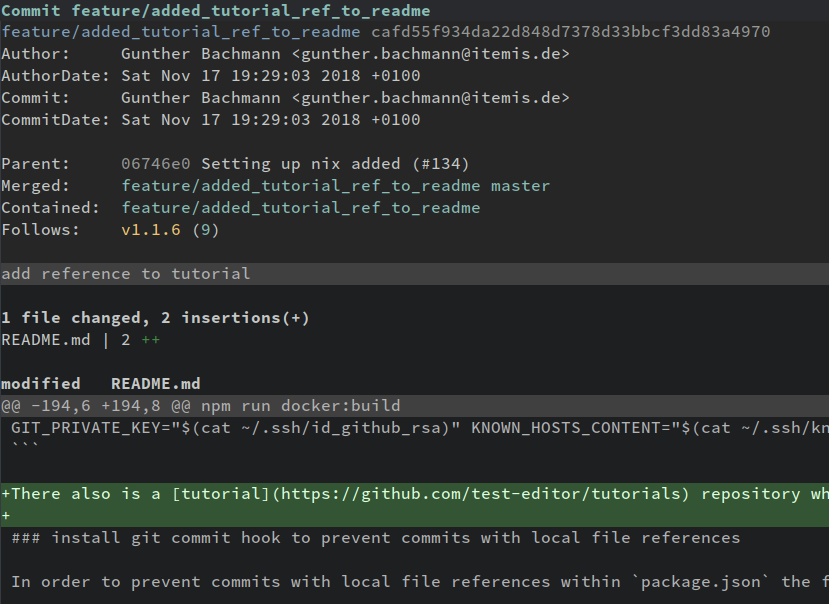 Commit feature/added_tutorial_ref_to_readme
feature/added_tutorial_ref_to_readme cafd55f934da22d848d7378d33bbcf3dd83a4970
Author:     Gunther Bachmann <gunther.bachmann@itemis.de>
AuthorDate: Sat Nov 17 19:29:03 2018 +0100
Commit:     Gunther Bachmann <gunther.bachmann@itemis.de>
CommitDate: Sat Nov 17 19:29:03 2018 +0100
Parent:     06746e0 Setting up nix added (#134)
Merged:     feature/added_tutorial_ref_to_readme master
Contained:  feature/added_tutorial_ref_to_readme
Follows:    v1.1.6 (9)
add reference to tutorial
1 file changed, 2 insertions(+)
README.md | 2 ++
modified   README.md
@@ -194,6 +194,8 @@ npm run docker:build
 GIT_PRIVATE_KEY="$(cat ~/.ssh/id_github_rsa)" KNOWN_HOSTS_CONTENT="$(cat ~/.ssh/kn
 ```
+There also is a [tutorial](https://github.com/test-editor/tutorials) repository wh
+
 ### install git commit hook to prevent commits with local file references
 In order to prevent commits with local file references within `package.json` the f